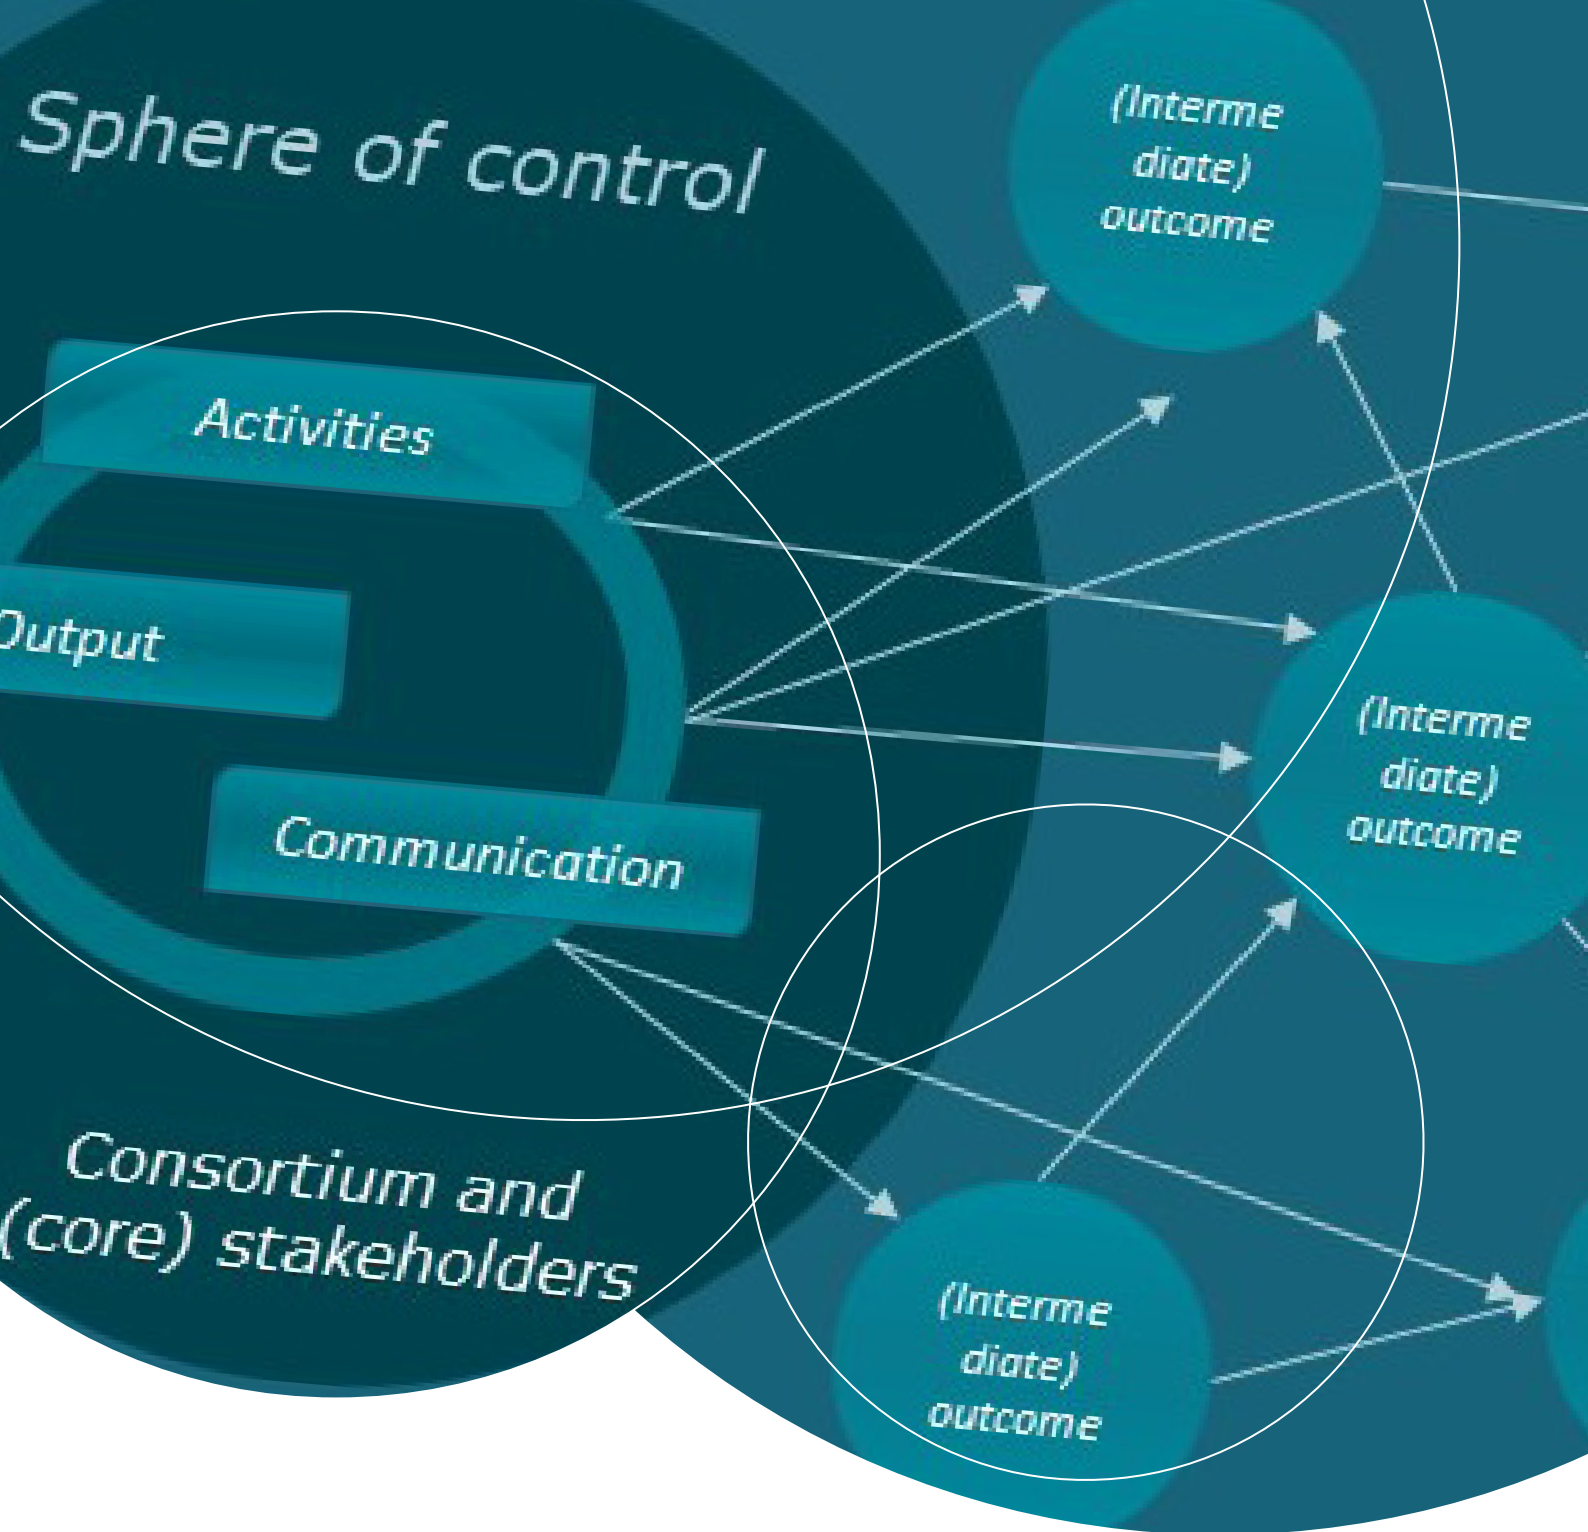 Sphere of control
Activities
Output
Communication
Consortium and
(core) stakeholders
(Interme
diate)
outcome
(Interme
diate)
outcome
(Interme
diate)
outcome